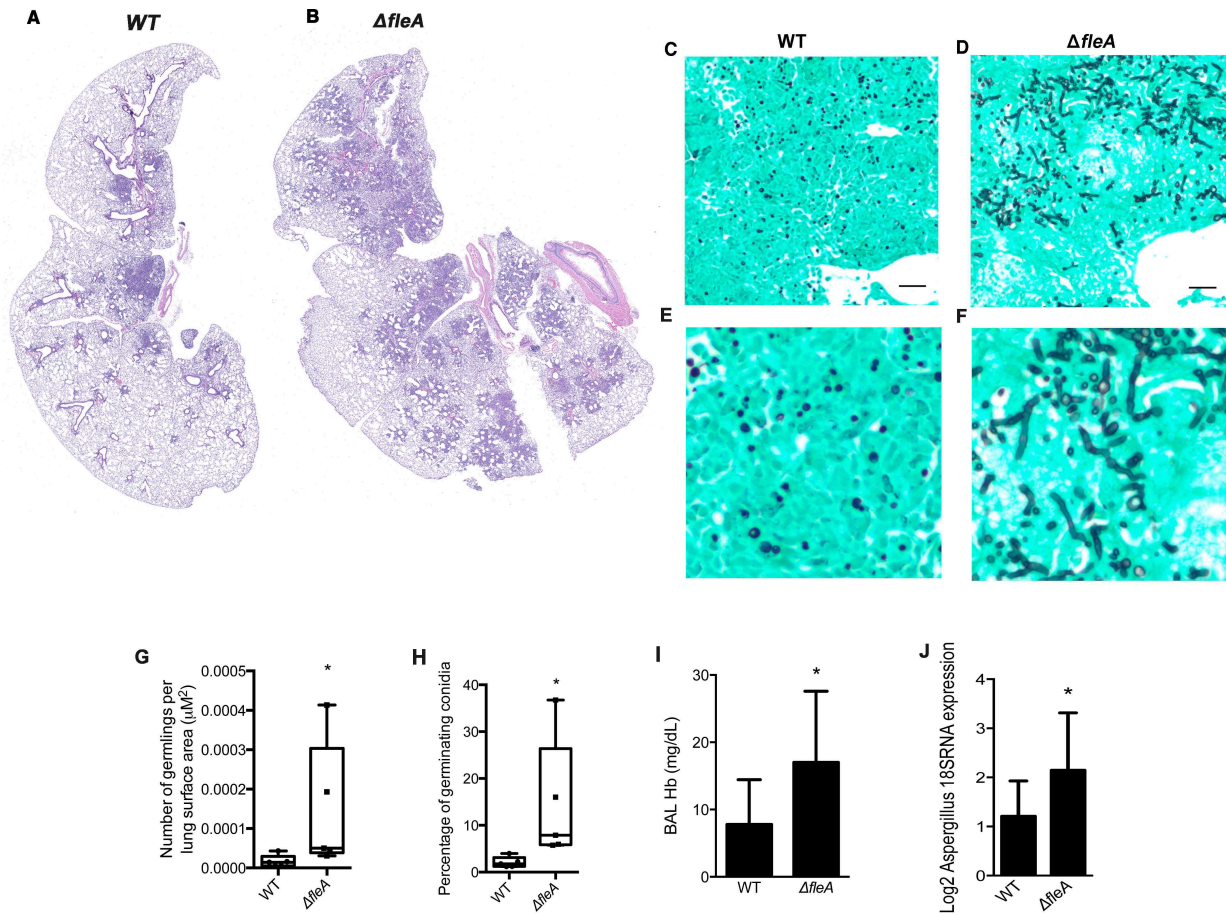 A WT
B ΔfleA
C WT
D ΔfleA
E
F
G
Number of germlings per
lung surface area (μM²)
0.0005
0.0004
0.0003
0.0002
0.0001
0.0000
*
WT
ΔfleA
H
Percentage of germinating conidia
40
30
20
10
0
*
WT
ΔfleA
I
BAL Hb (mg/dL)
30
20
10
0
*
WT
ΔfleA
J
Log2 Aspergillus 18SRNA expression
4
3
2
1
0
*
WT
ΔfleA